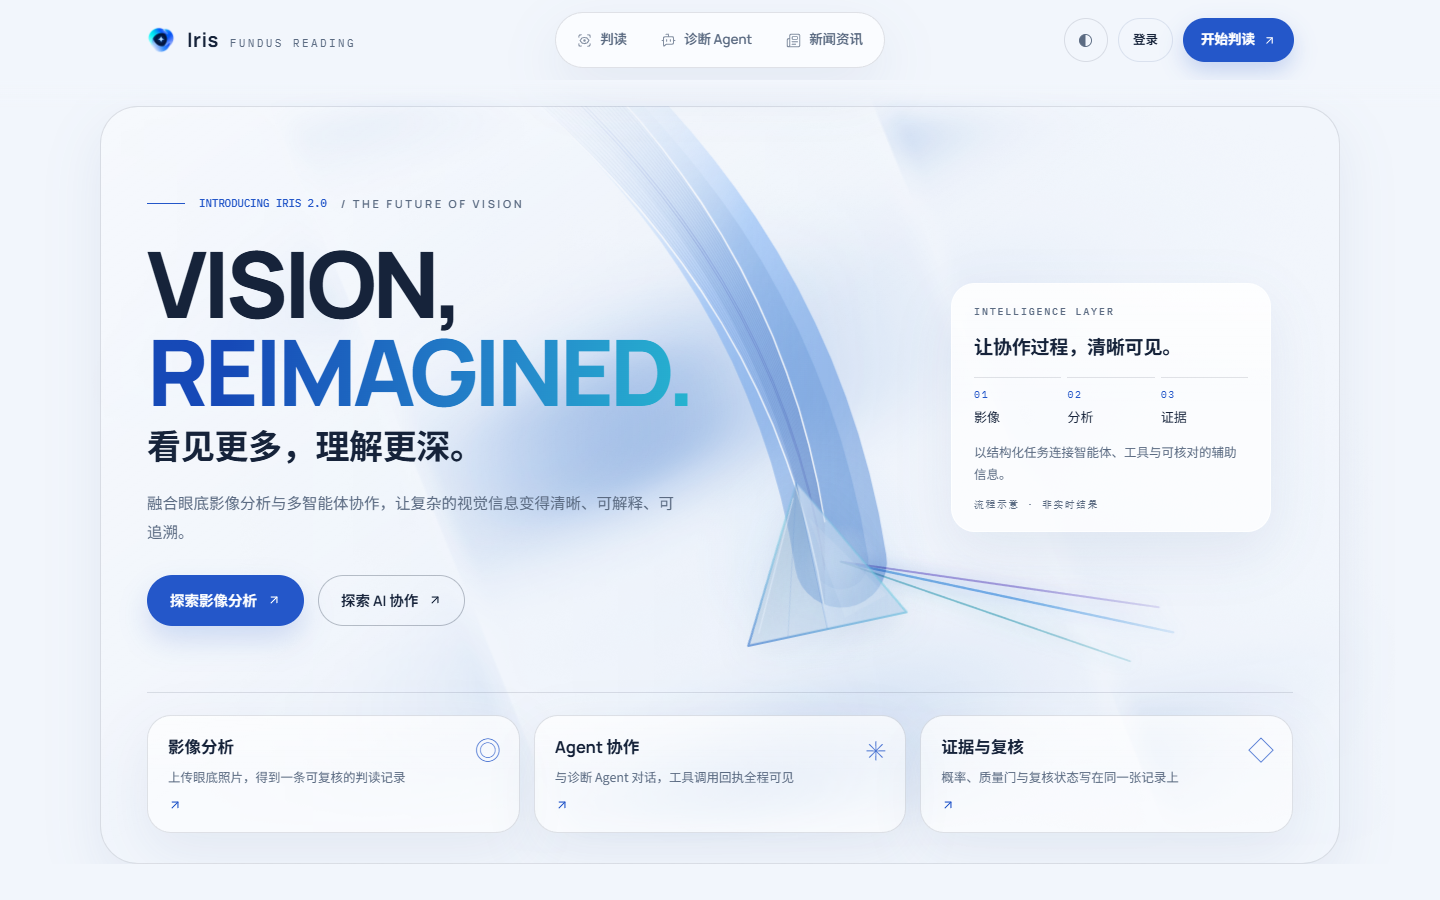 Iris FUNDUS READING
判读
诊断 Agent
新闻资讯
登录
开始判读
INTRODUCING IRIS 2.0 / THE FUTURE OF VISION
VISION,
REIMAGINED.
看见更多，理解更深。
融合眼底影像分析与多智能体协作，让复杂的视觉信息变得清晰、可解释、可
追溯。
探索影像分析
探索 AI 协作
INTELLIGENCE LAYER
让协作过程，清晰可见。
01 02 03
影像 分析 证据
以结构化任务连接智能体、工具与可核对的辅助
信息。
流程示意 · 非实时结果
影像分析
上传眼底照片，得到一条可复核的判读记录
Agent 协作
与诊断 Agent 对话，工具调用回执全程可见
证据与复核
概率、质量门与复核状态写在同一张记录上